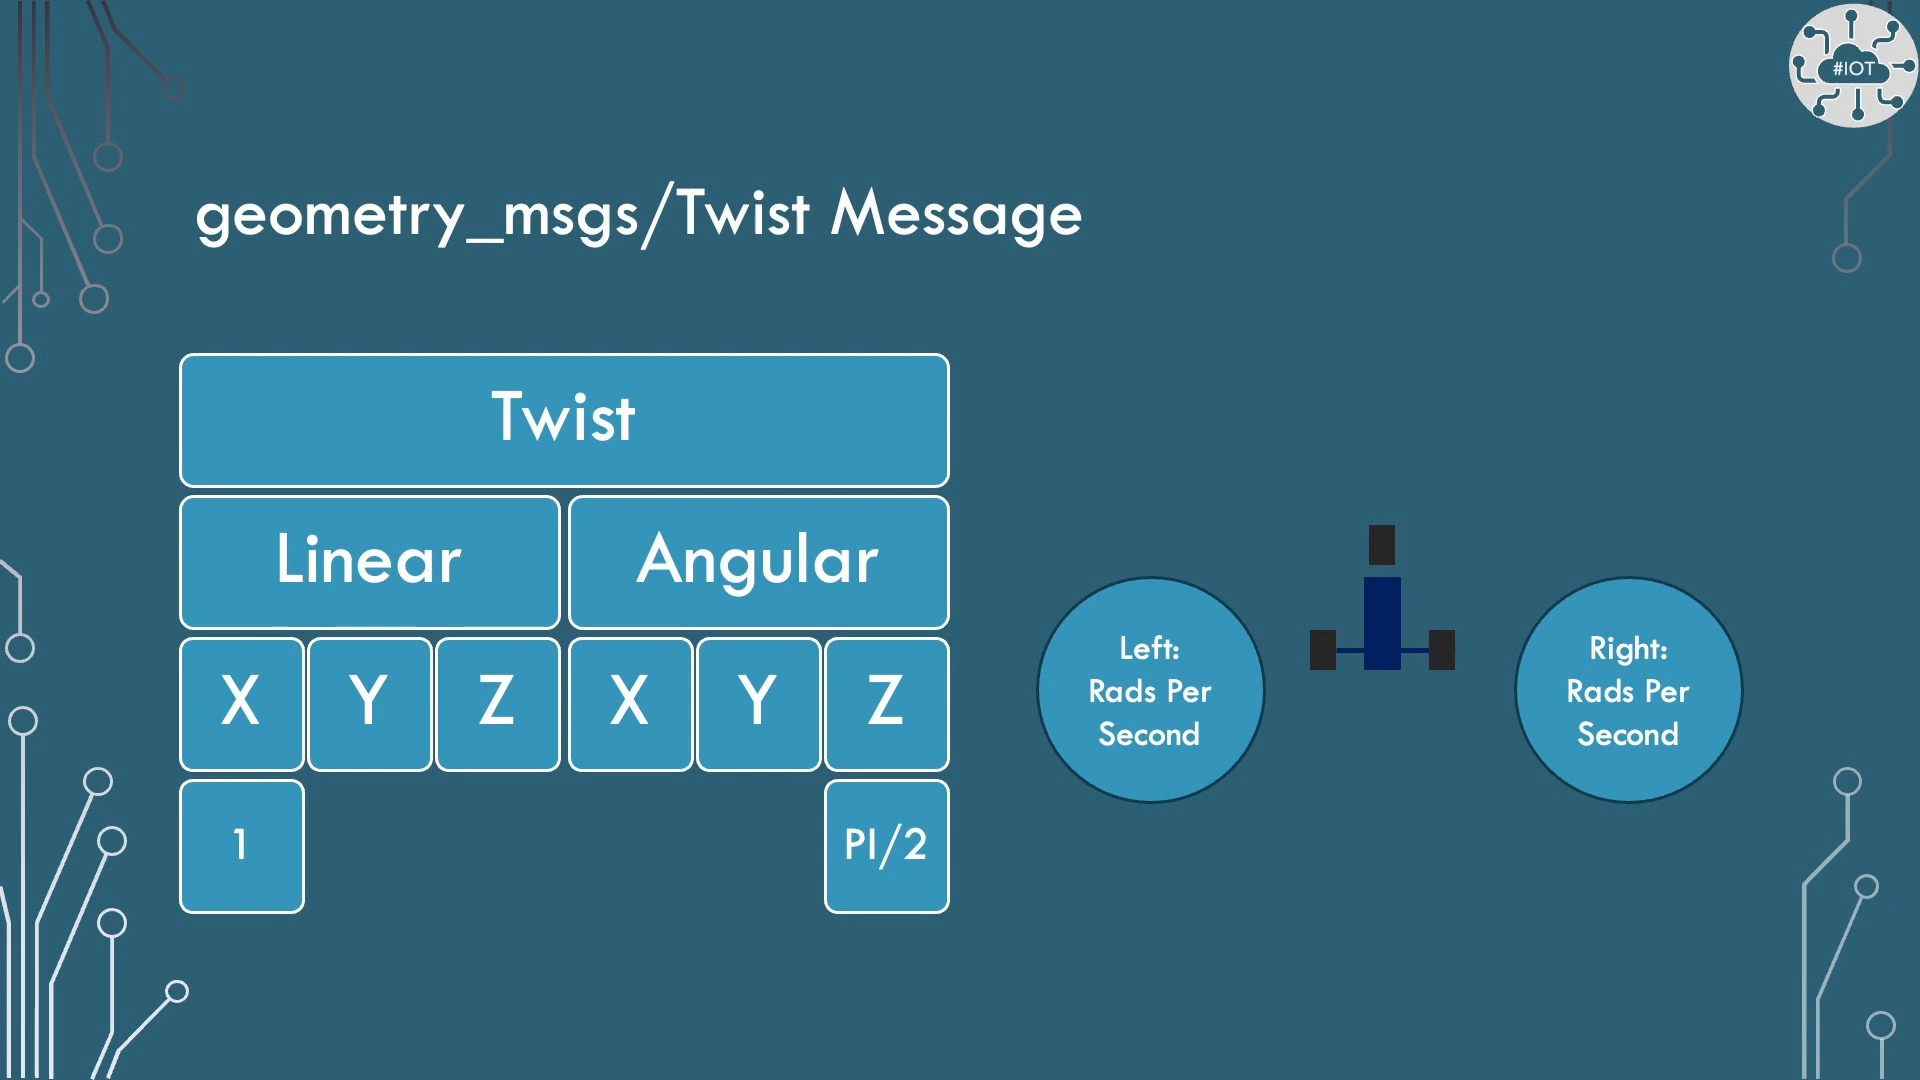 #IOT
geometry_msgs/Twist Message
Twist
Linear Angular
X Y Z X Y Z
1 PI/2
Left:
Rads Per
Second
Right:
Rads Per
Second